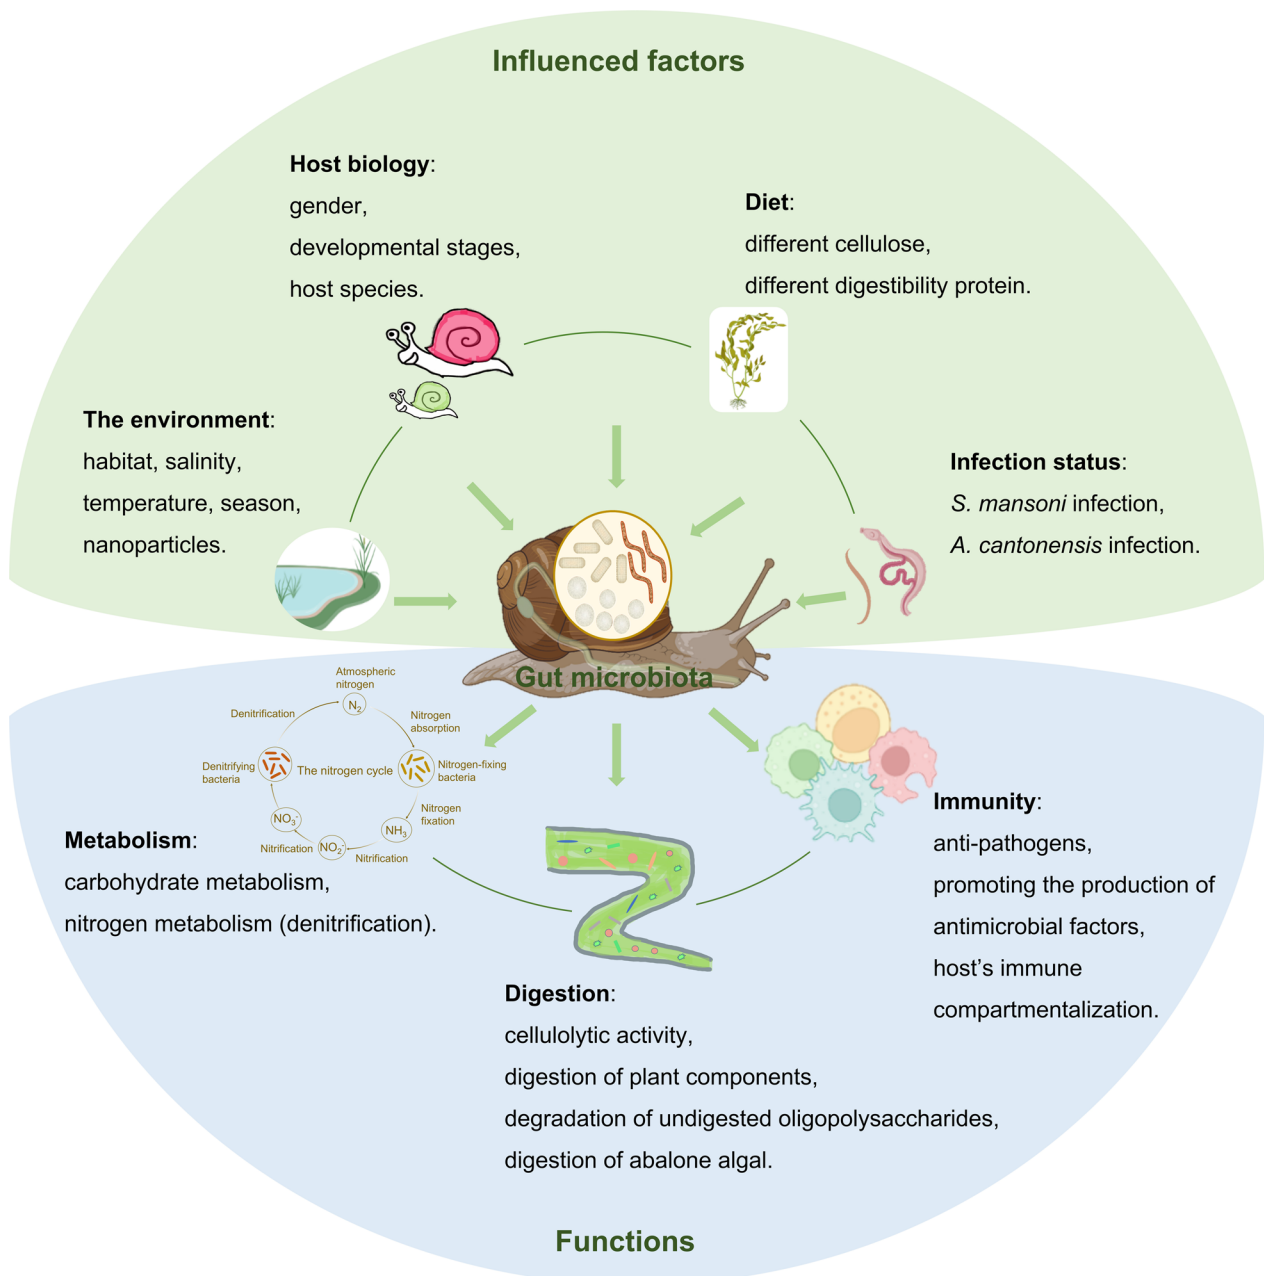 Influenced factors
Host biology:
gender,
developmental stages,
host species.
Diet:
different cellulose,
different digestibility protein.
The environment:
habitat, salinity,
temperature, season,
nanoparticles.
Infection status:
S. mansoni infection,
A. cantonensis infection.
Gut microbiota
Atmospheric
nitrogen
N₂
Denitrification
Nitrogen
absorption
Denitrifying
bacteria
The nitrogen cycle
Nitrogen-fixing
bacteria
Nitrogen
fixation
NO₃⁻
NH₃
Nitrification
NO₂⁻
Nitrification
Metabolism:
carbohydrate metabolism,
nitrogen metabolism (denitrification).
Immunity:
anti-pathogens,
promoting the production of
antimicrobial factors,
host’s immune
compartmentalization.
Digestion:
cellulolytic activity,
digestion of plant components,
degradation of undigested oligopolysaccharides,
digestion of abalone algal.
Functions